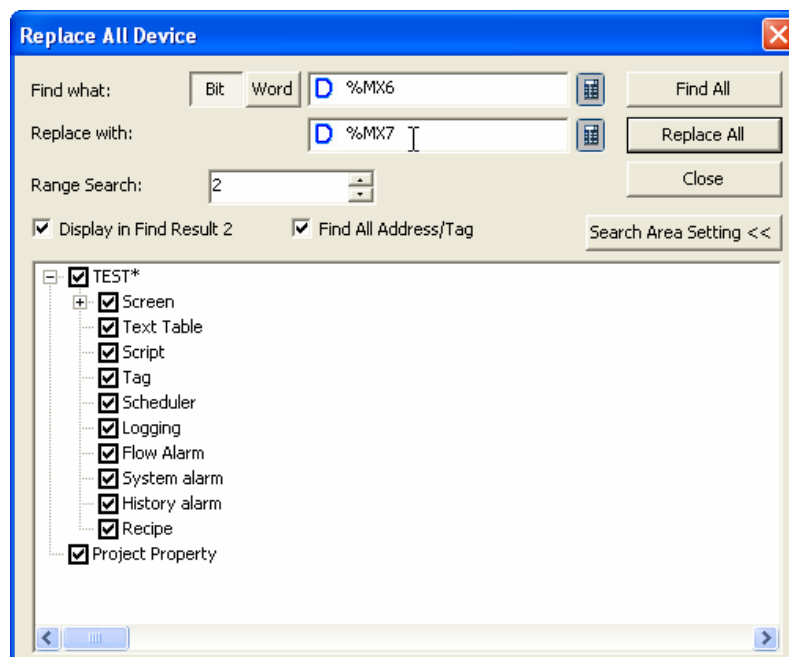 Replace All Device
Find what: Bit Word D %MX6 Find All
Replace with: D %MX7 Replace All
Range Search: 2 Close
Display in Find Result 2 Find All Address/Tag Search Area Setting <<
TEST*
Screen
Text Table
Script
Tag
Scheduler
Logging
Flow Alarm
System alarm
History alarm
Recipe
Project Property